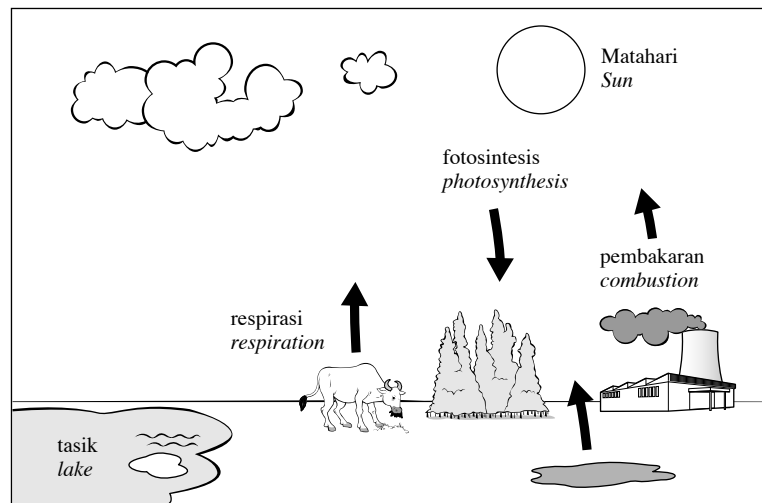 Matahari
Sun
fotosintesis
photosynthesis
pembakaran
combustion
respirasi
respiration
tasik
lake